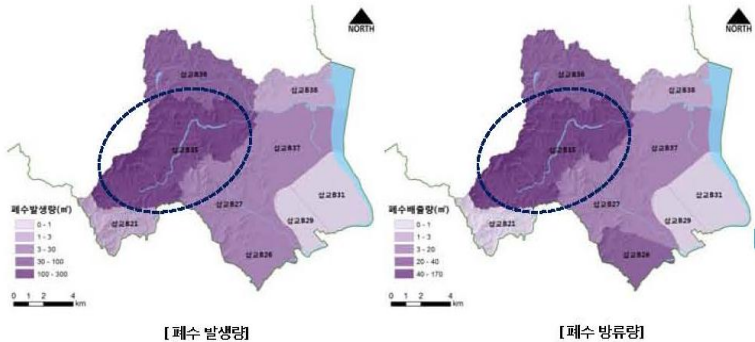 NORTH
삽교B36
삽교B38
삽교B35
삽교B37
삽교B31
삽교B27
삽교B29
삽교B21
삽교B26
폐수발생량(㎥)
0 - 1
1 - 3
3 - 30
30 - 100
100 - 300
0 1 2 4
km
[ 폐수 발생량]
NORTH
삽교B36
삽교B38
삽교B35
삽교B37
삽교B31
삽교B27
삽교B29
삽교B21
삽교B26
폐수배출량(㎥)
0 - 1
1 - 3
3 - 20
20 - 40
40 - 170
0 1 2 4
km
[ 폐수 방류량]